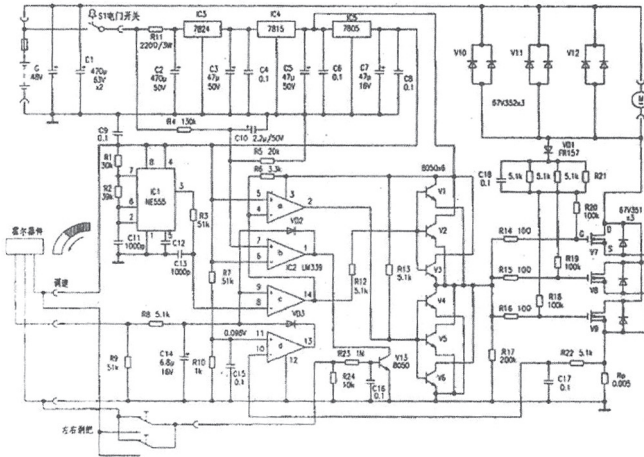 S1电门开关
IC3
7824
IC4
7815
IC5
7805
R11
220Ω/3W
G
48V
C1
470μ
63V
x2
C2
470μ
50V
C3
47μ
50V
C4
0.1
C5
47μ
50V
C6
0.1
C7
47μ
16V
C8
0.1
V10
V11
V12
67V352x3
M
R4 130k
C10 2.2μ/50V
C9
0.1
R5 20k
R6 3.3k
VD1
FR157
R1
30k
R2
39k
7
6
2
8
4
3
1
5
IC1
NE555
R3
51k
C11
1000p
C12
C13
1000p
5
4
3
2
a
VD2
7
6
1
b
IC2 LM339
9
8
14
c
VD3
11
10
13
12
d
8050x6
V1
V2
V3
V4
V5
V6
C18
0.1
5.1k
5.1k
5.1k
R21
R20
100k
67V351
x3
R14 100
G
D
S
V7
R19
100k
R15 100
V8
R18
100k
R16 100
V9
霍尔器件
调速
R7
51k
R12
5.1k
R13
5.1k
R8 5.1k
0.098V
R9
51k
C14
6.8μ
16V
R10
1k
C15
0.1
R23 1N
R24
10k
C16
0.1
V13
8050
R17
200k
R22 5.1k
C17
0.1
Ro
0.005
左右刹把